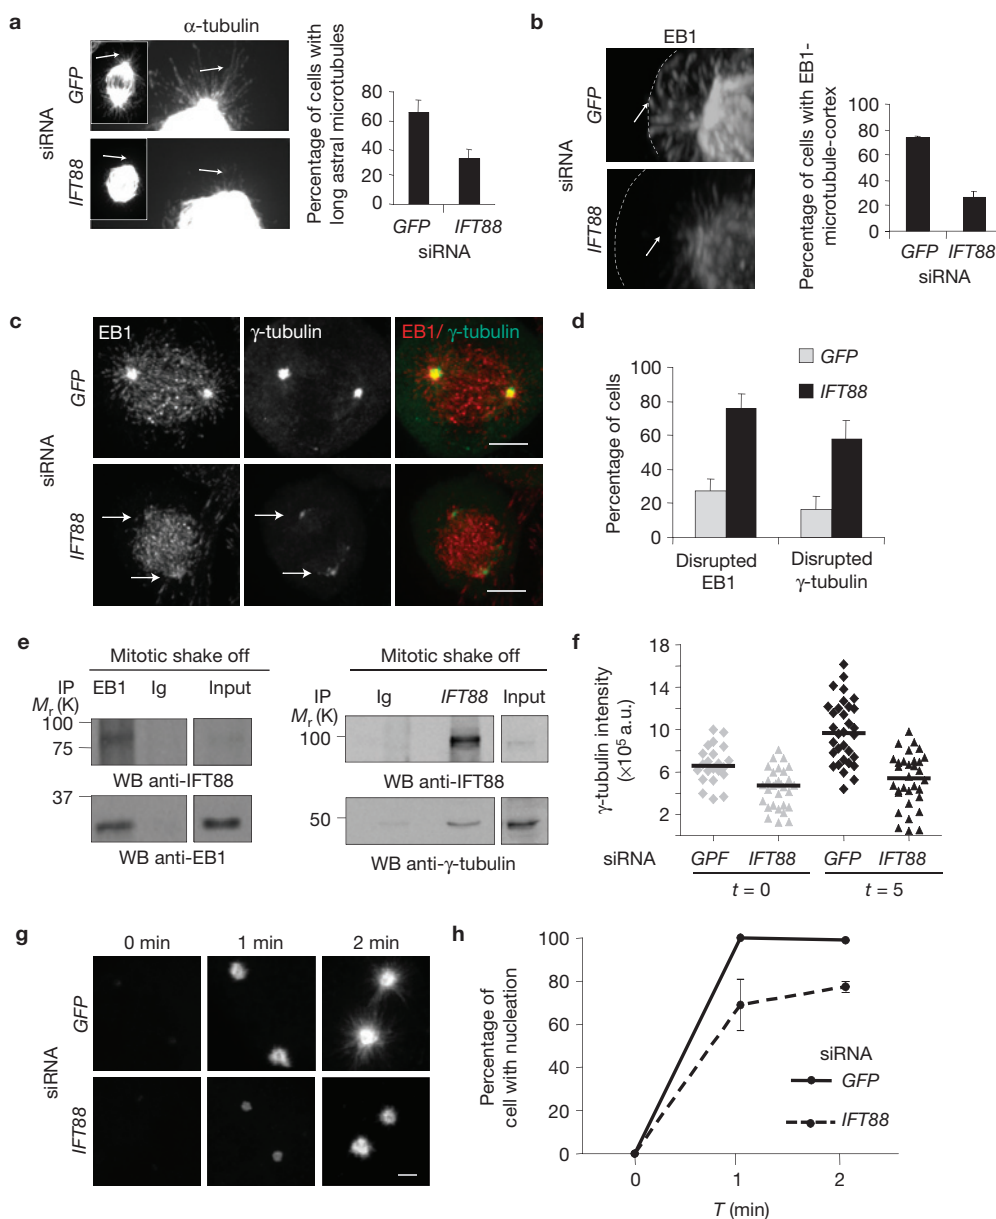 a
α-tubulin
siRNA
GFP
IFT88
Percentage of cells with
long astral microtubules
80
60
40
20
0
GFP IFT88
siRNA
b
EB1
siRNA
GFP
IFT88
Percentage of cells with EB1-
microtubule-cortex
100
80
60
40
20
0
GFP IFT88
siRNA
c
EB1
γ-tubulin
EB1/ γ-tubulin
siRNA
GFP
IFT88
d
Percentage of cells
100
80
60
40
20
0
GFP
IFT88
Disrupted
EB1
Disrupted
γ-tubulin
e
Mitotic shake off
IP EB1 Ig Input
Mr (K)
100
75
WB anti-IFT88
37
WB anti-EB1
Mitotic shake off
IP Ig IFT88 Input
Mr (K)
100
WB anti-IFT88
50
WB anti-γ-tubulin
f
γ-tubulin intensity
(×10⁵ a.u.)
18
14
10
6
2
siRNA GPF IFT88 GFP IFT88
t = 0 t = 5
g
0 min 1 min 2 min
siRNA
GFP
IFT88
h
Percentage of
cell with nucleation
100
80
60
40
20
0
siRNA
GFP
IFT88
0 1 2
T (min)